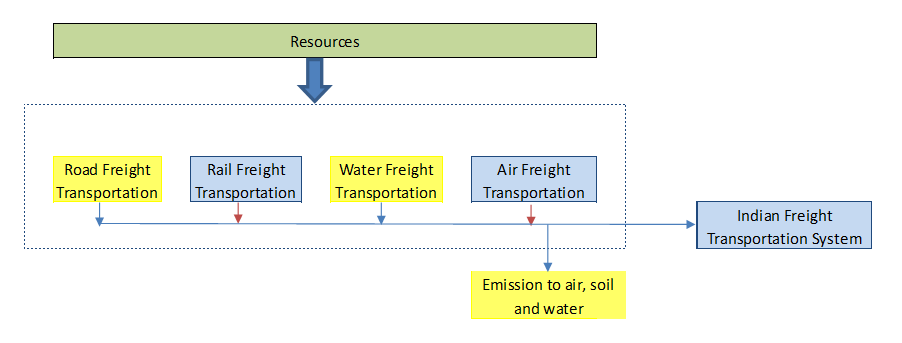 Resources
Road Freight
Transportation
Rail Freight
Transportation
Water Freight
Transportation
Air Freight
Transportation
Indian Freight
Transportation System
Emission to air, soil
and water